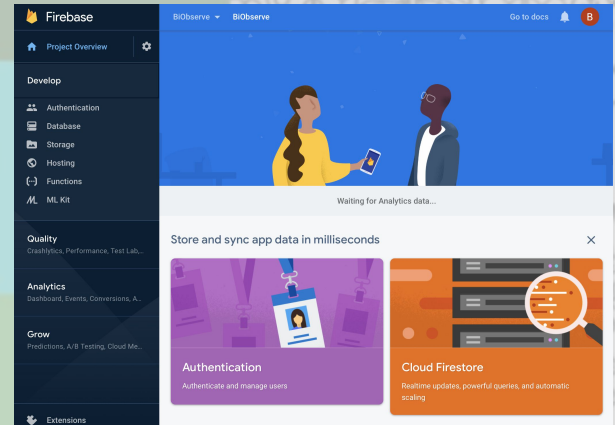 Firebase
BiObserve BiObserve
Go to docs
B
Project Overview
Develop
Authentication
Database
Storage
Hosting
Functions
ML Kit
Waiting for Analytics data...
Quality
Crashlytics, Performance, Test Lab,...
Analytics
Dashboard, Events, Conversions, A...
Grow
Predictions, A/B Testing, Cloud Me...
Extensions
Store and sync app data in milliseconds
Authentication
Authenticate and manage users
Cloud Firestore
Realtime updates, powerful queries, and automatic
scaling